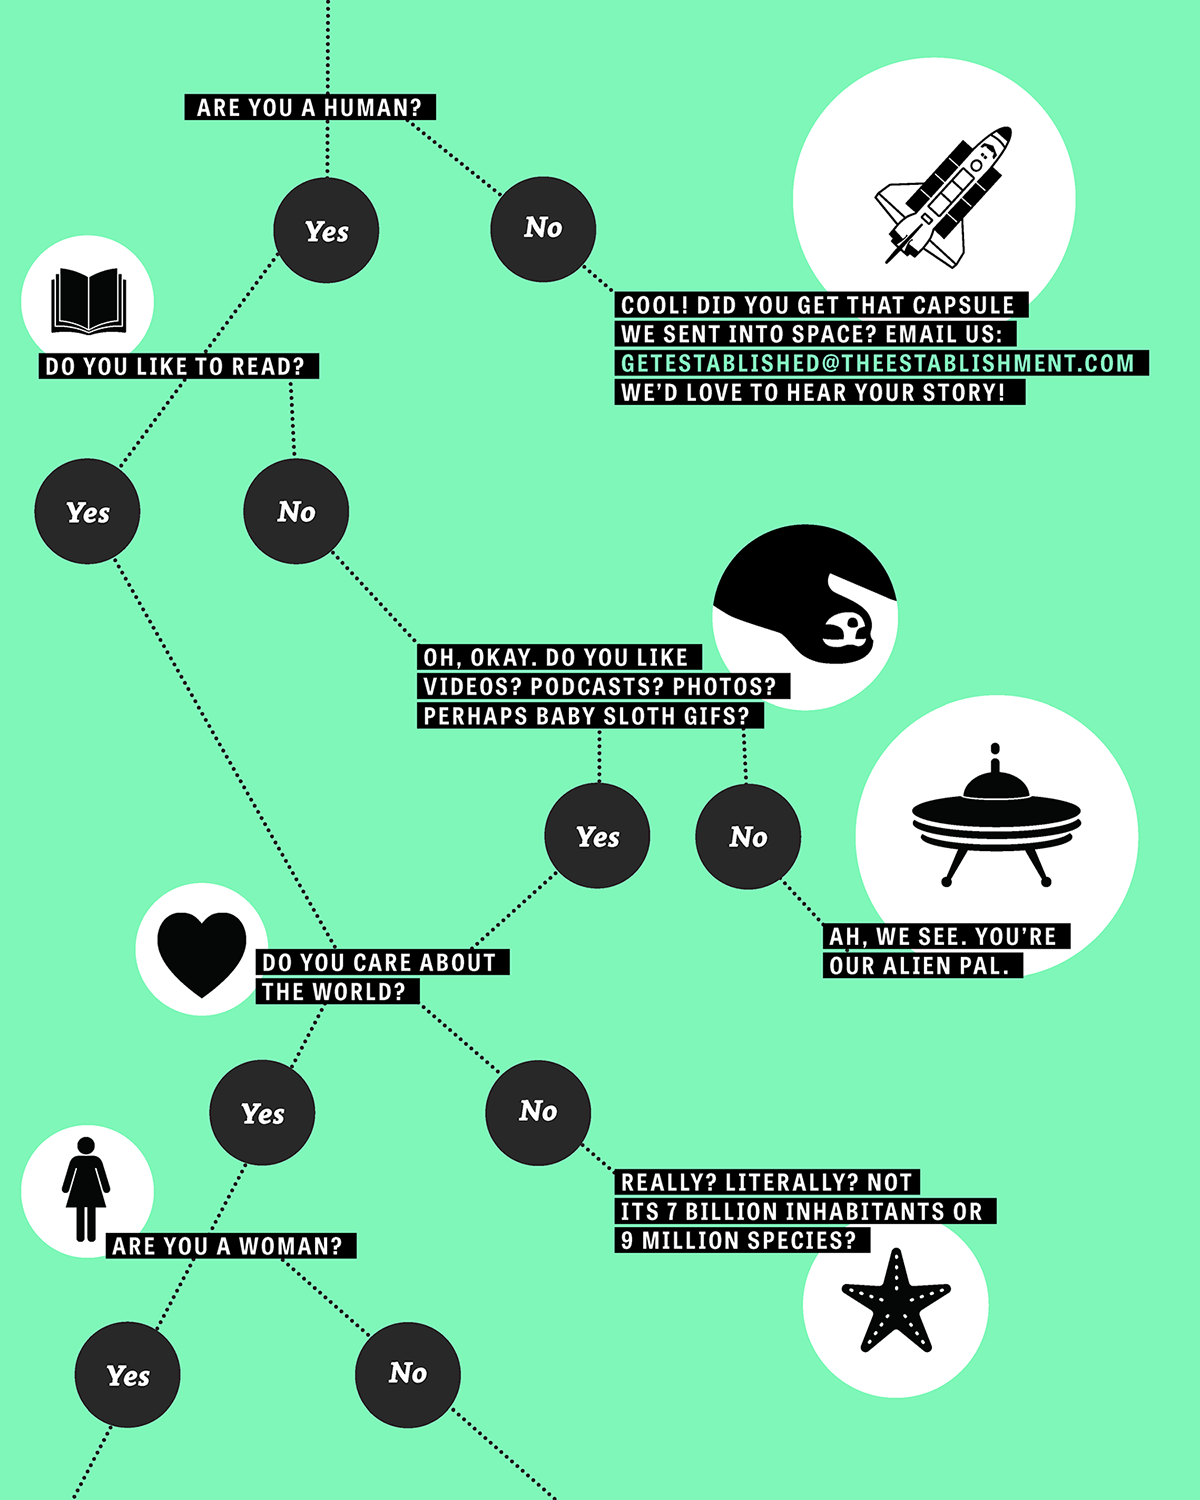 ARE YOU A HUMAN?
Yes
No
COOL! DID YOU GET THAT CAPSULE
WE SENT INTO SPACE? EMAIL US:
GETESTABLISHED@THEESTABLISHMENT.COM
WE'D LOVE TO HEAR YOUR STORY!
DO YOU LIKE TO READ?
Yes
No
OH, OKAY. DO YOU LIKE
VIDEOS? PODCASTS? PHOTOS?
PERHAPS BABY SLOTH GIFS?
Yes
No
AH, WE SEE. YOU'RE
OUR ALIEN PAL.
DO YOU CARE ABOUT
THE WORLD?
Yes
No
REALLY? LITERALLY? NOT
ITS 7 BILLION INHABITANTS OR
9 MILLION SPECIES?
ARE YOU A WOMAN?
Yes
No